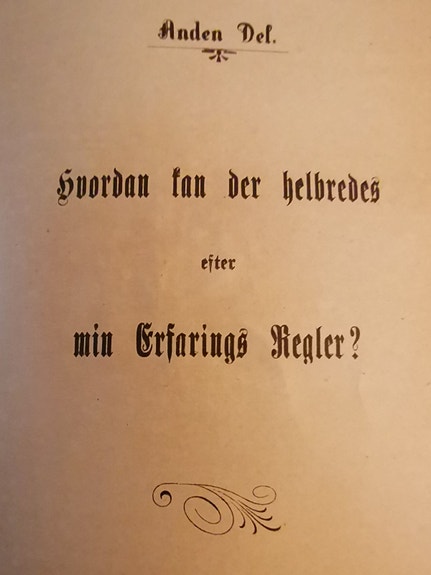 Anden Del.
Hvordan kan der helbredes
efter
min Erfarings Regler?